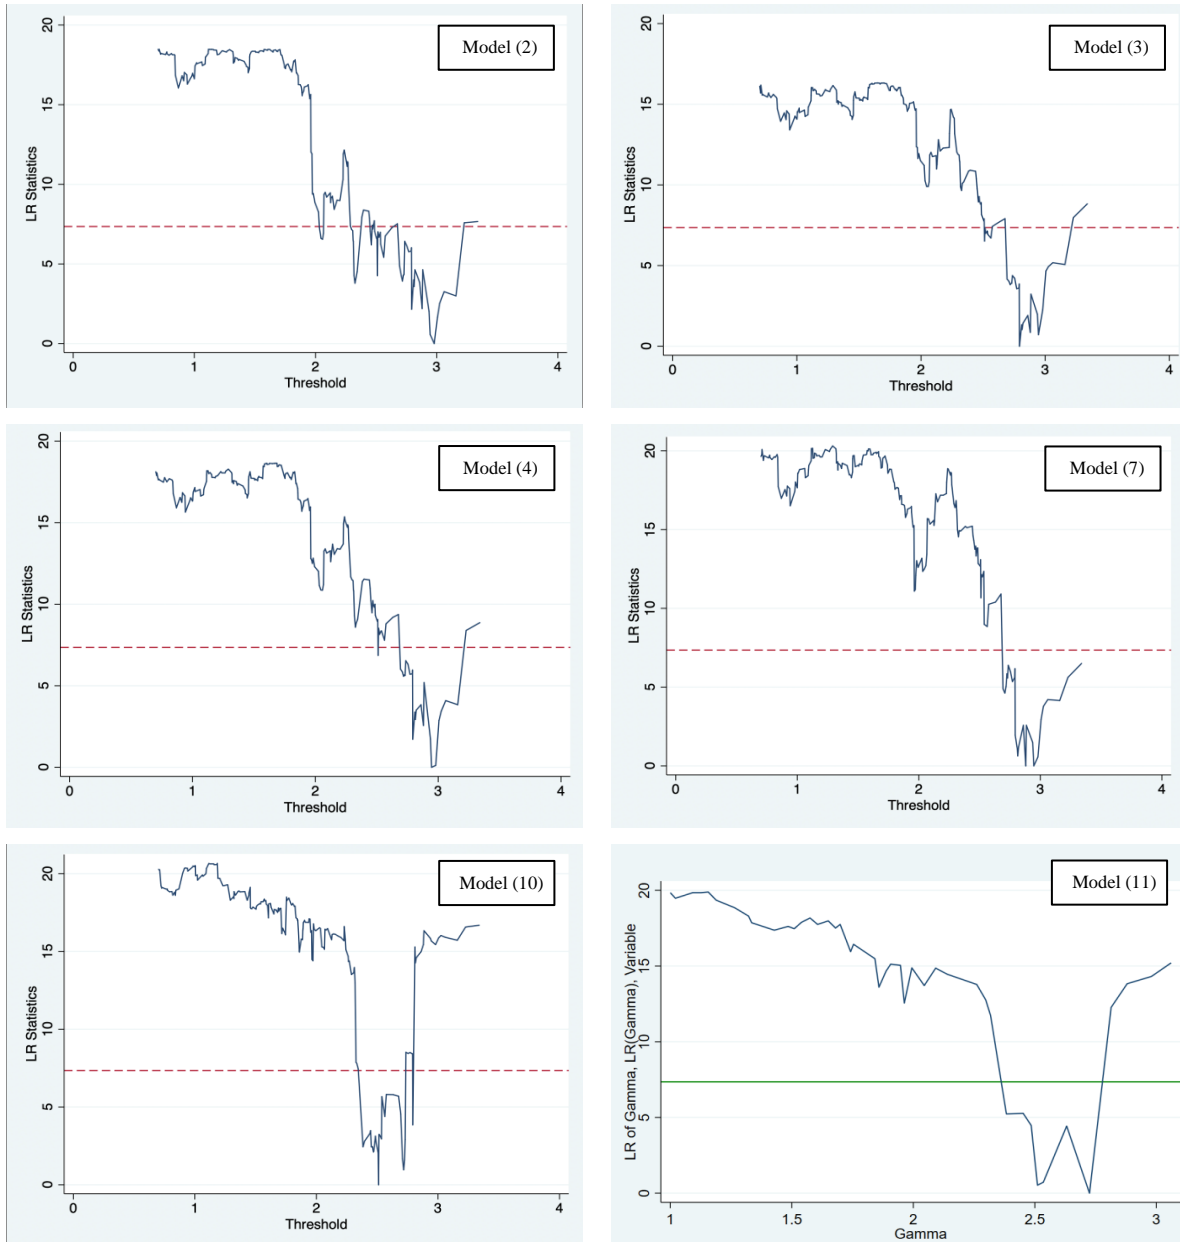 Model (2)
20
15
10
5
0
LR Statistics
0 1 2 3 4
Threshold
Model (3)
20
15
10
5
0
LR Statistics
0 1 2 3 4
Threshold
Model (4)
20
15
10
5
0
LR Statistics
0 1 2 3 4
Threshold
Model (7)
20
15
10
5
0
LR Statistics
0 1 2 3 4
Threshold
Model (10)
20
15
10
5
0
LR Statistics
0 1 2 3 4
Threshold
Model (11)
20
15
10
5
0
LR of Gamma, LR(Gamma), Variable
1 1.5 2 2.5 3
Gamma